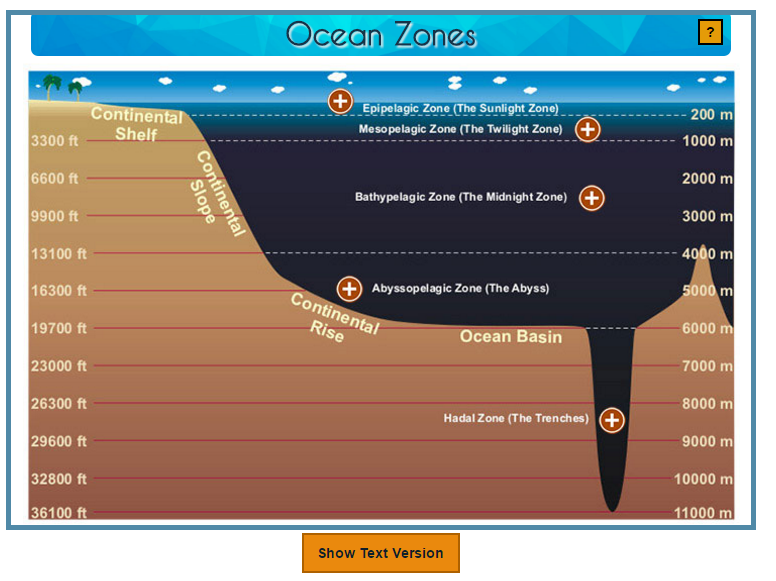 Ocean Zones
?
Epipelagic Zone (The Sunlight Zone)
200 m
Continental
Shelf
Mesopelagic Zone (The Twilight Zone)
3300 ft
1000 m
Continental
Slope
6600 ft
2000 m
Bathypelagic Zone (The Midnight Zone)
9900 ft
3000 m
13100 ft
4000 m
16300 ft
Abyssopelagic Zone (The Abyss)
5000 m
Continental
Rise
19700 ft
Ocean Basin
6000 m
23000 ft
7000 m
26300 ft
8000 m
Hadal Zone (The Trenches)
29600 ft
9000 m
32800 ft
10000 m
36100 ft
11000 m
Show Text Version